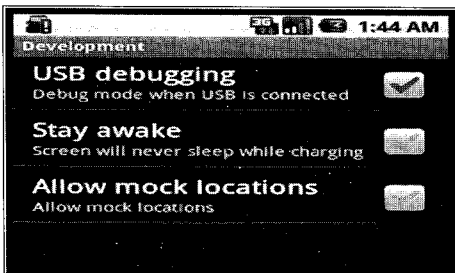 3G 1:44 AM
Development
USB debugging
Debug mode when USB is connected
Stay awake
Screen will never sleep while charging
Allow mock locations
Allow mock locations